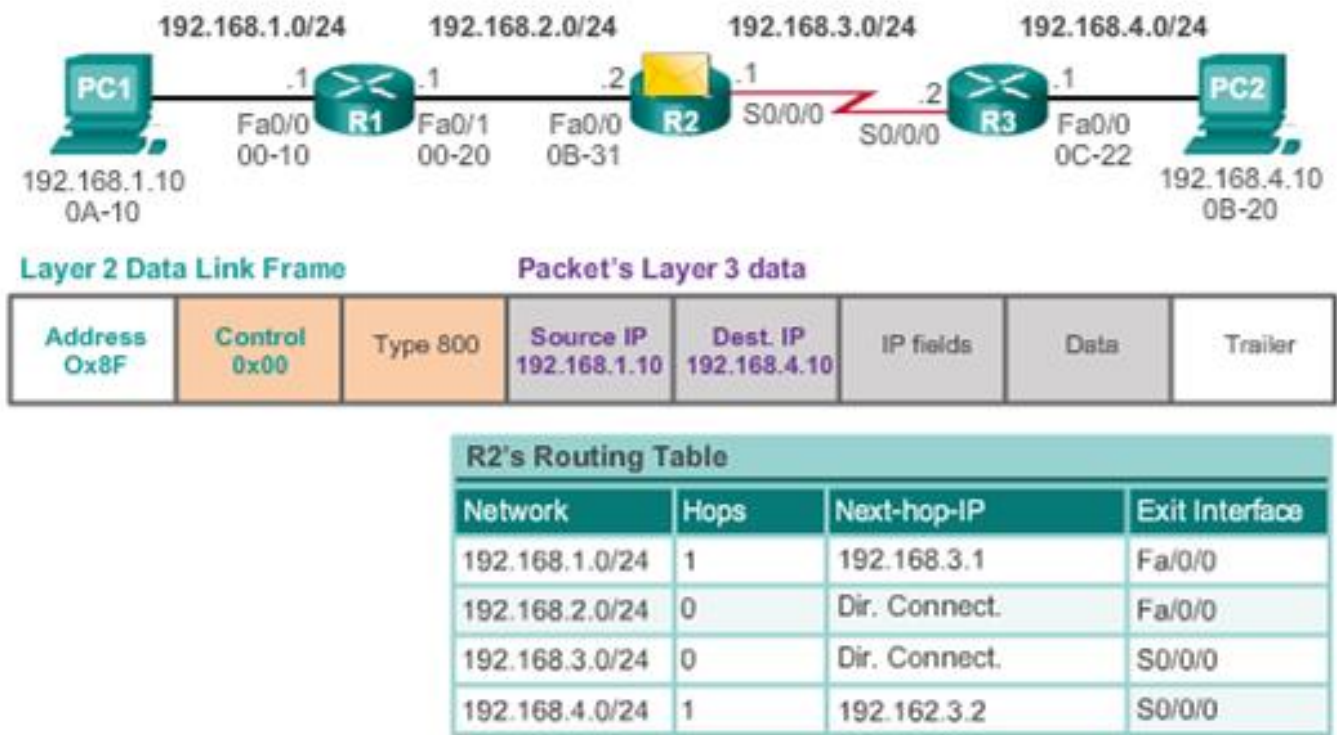 192.168.1.0/24 192.168.2.0/24 192.168.3.0/24 192.168.4.0/24
PC1 .1 R1 .1 .2 R2 .1 .2 R3 .1 PC2
Fa0/0 Fa0/1 Fa0/0 S0/0/0 S0/0/0 Fa0/0
00-10 00-20 0B-31 0C-22
192.168.1.10 192.168.4.10
0A-10 0B-20
Layer 2 Data Link Frame Packet's Layer 3 data
Address Control Type 800 Source IP Dest. IP IP fields Data Trailer
Ox8F 0x00 192.168.1.10 192.168.4.10
R2's Routing Table
Network Hops Next-hop-IP Exit Interface
192.168.1.0/24 1 192.168.3.1 Fa/0/0
192.168.2.0/24 0 Dir. Connect. Fa/0/0
192.168.3.0/24 0 Dir. Connect. S0/0/0
192.168.4.0/24 1 192.162.3.2 S0/0/0